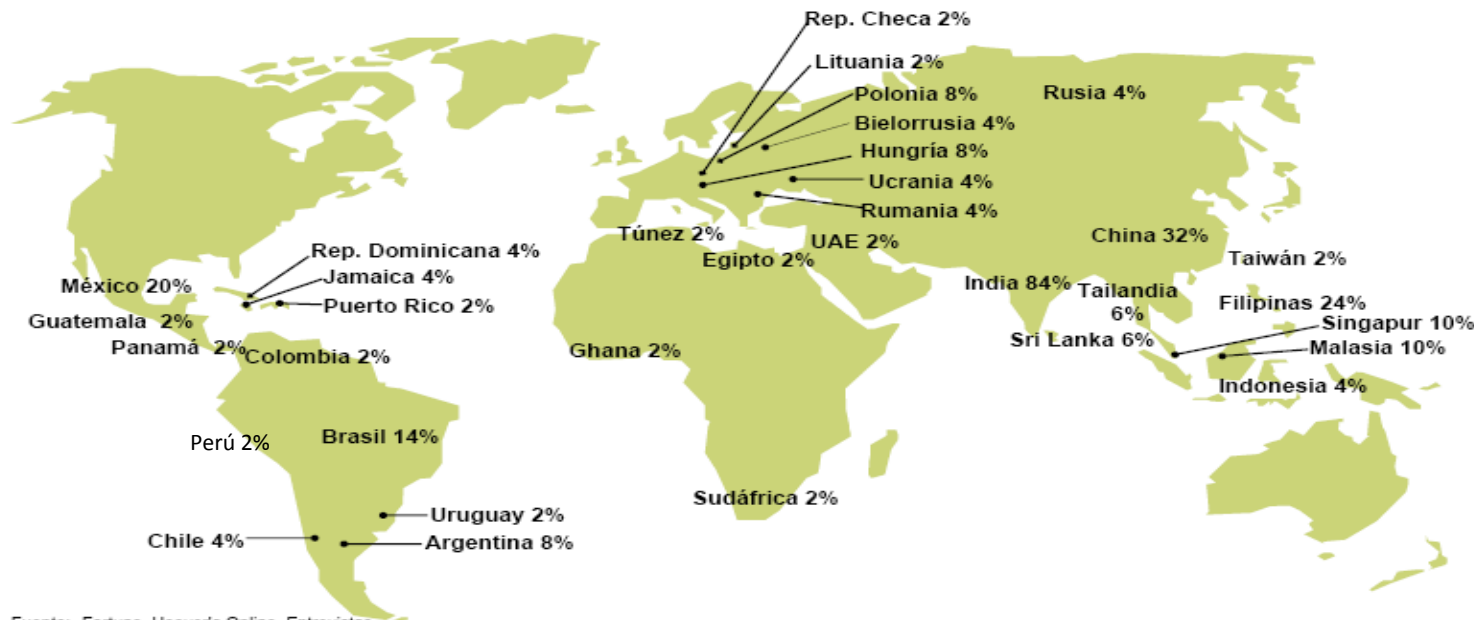 Rep. Checa 2%
Lituania 2%
Polonia 8%
Rusia 4%
Bielorrusia 4%
Hungría 8%
Ucrania 4%
Rumania 4%
Túnez 2%
UAE 2%
China 32%
Rep. Dominicana 4%
Egipto 2%
Taiwán 2%
Jamaica 4%
México 20%
India 84%
Tailandia
6%
Filipinas 24%
Puerto Rico 2%
Guatemala 2%
Singapur 10%
Sri Lanka 6%
Panamá 2%
Colombia 2%
Ghana 2%
Malasia 10%
Indonesia 4%
Perú 2%
Brasil 14%
Sudáfrica 2%
Uruguay 2%
Chile 4%
Argentina 8%